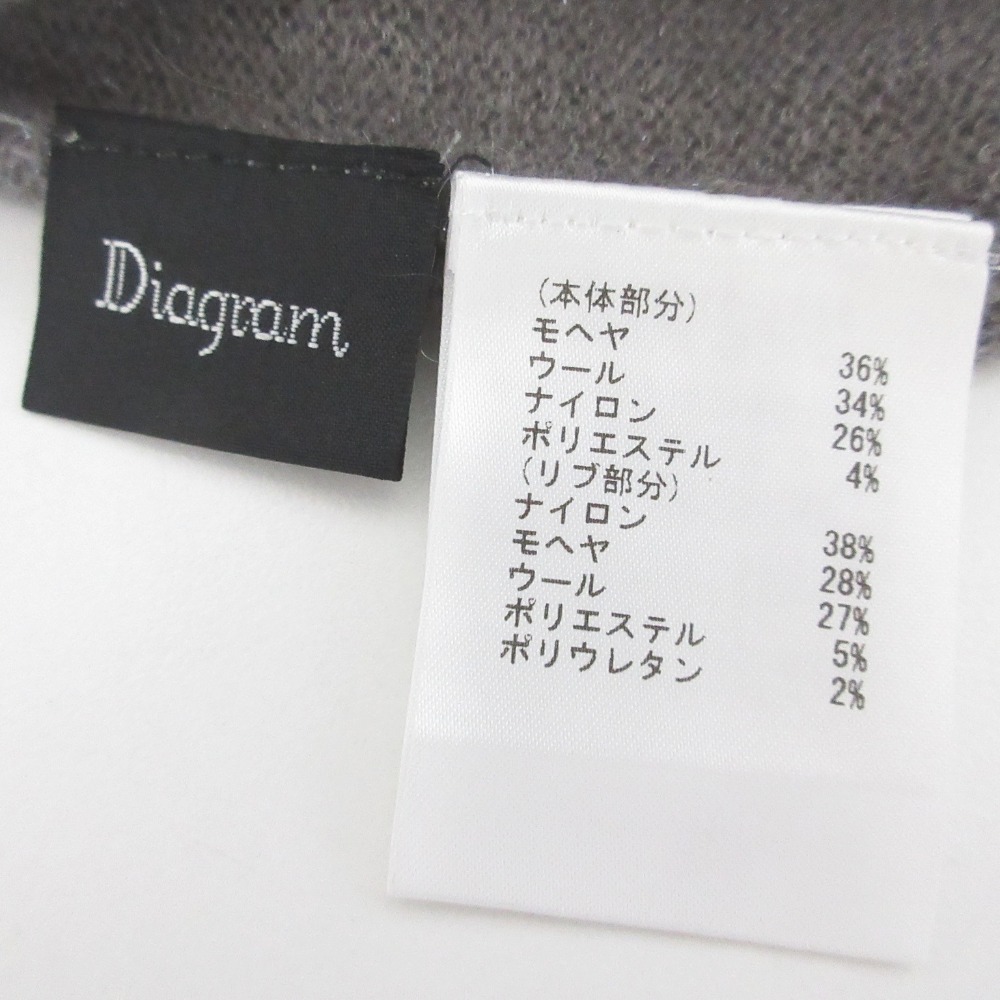 Diagram
(本体部分)
モヘヤ 36%
ウール 34%
ナイロン 26%
ポリエステル 4%
(リブ部分)
ナイロン 38%
モヘヤ 28%
ウール 27%
ポリエステル 5%
ポリウレタン 2%